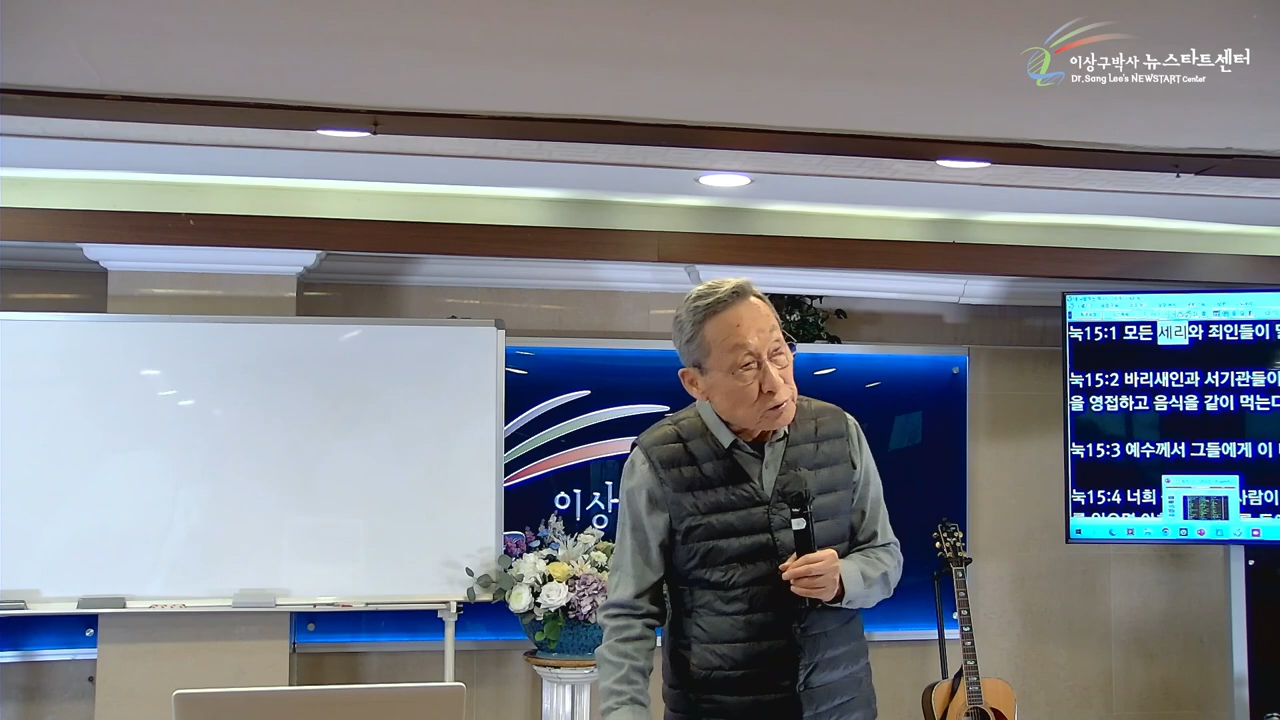 이상구박사 뉴스타트센터
Dr.Sang Lee's NEWSTART Center
눅15:1 모든 세리와 죄인들이
눅15:2 바리새인과 서기관들이
을 영접하고 음식을 같이 먹는다
눅15:3 예수께서 그들에게 이
눅15:4 너희 사람이
이상